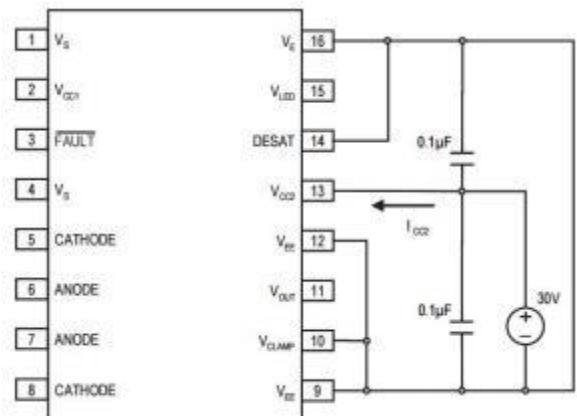 1 V_S
2 V_CC1
3 FAULT
4 V_S
5 CATHODE
6 ANODE
7 ANODE
8 CATHODE
V_E 16
V_LED 15
DESAT 14
V_CC2 13
V_EE 12
V_OUT 11
V_CLAMP 10
V_EE 9
0.1µF
I_CC2
0.1µF
30V
+
−